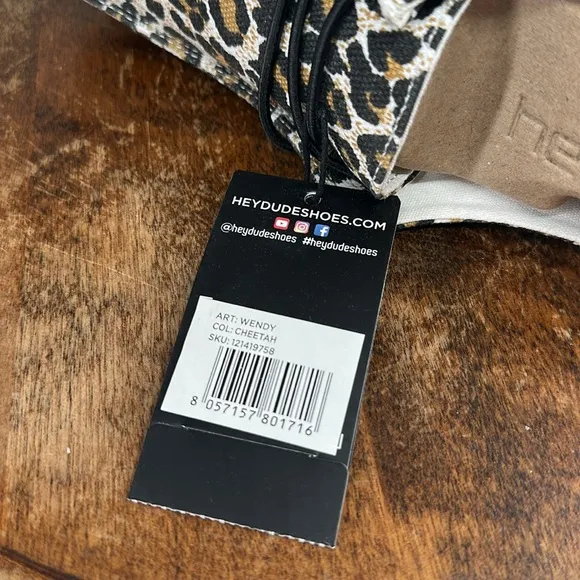 HEYDUDESHOES.COM
@heydudeshoes #heydudeshoes
ART: WENDY
COL: CHEETAH
SKU: 121419758
8 057157 801716